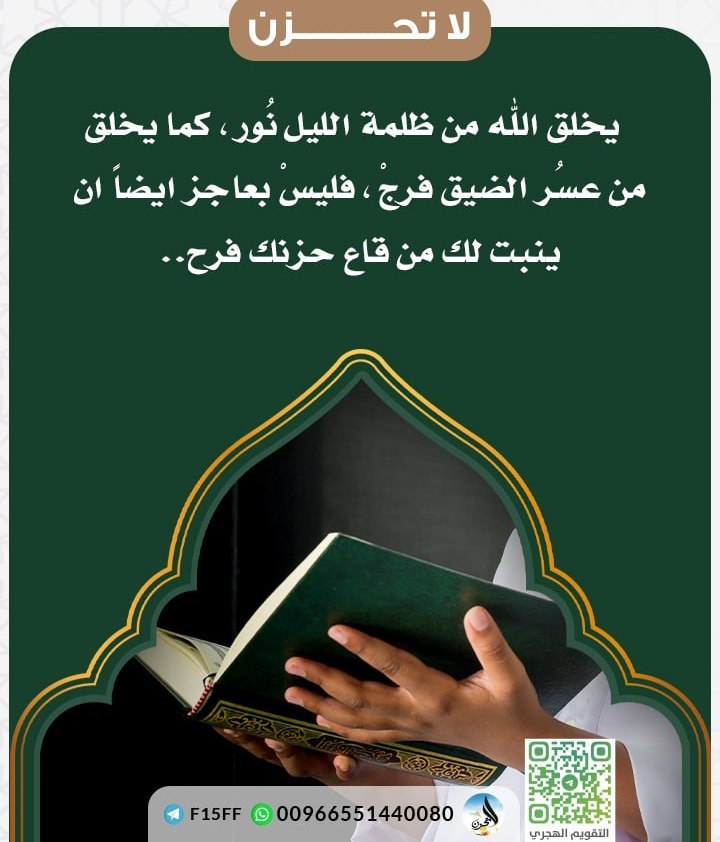 لا تحـــــزن
يخلق الله من ظلمة الليل نُور، كما يخلق
من عسُر الضيق فرجْ ، فليسْ بعاجز ايضاً ان
ينبت لك من قاع حزنك فرح..
F15FF 00966551440080
التقويم الهجري